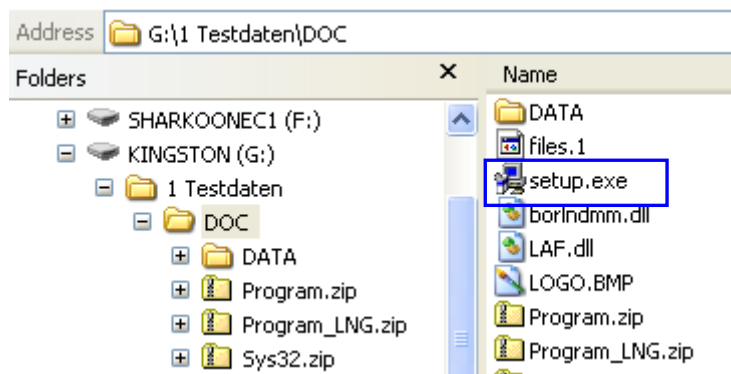 Address G:\1 Testdaten\DOC
Folders
SHARKOONEC1 (F:)
KINGSTON (G:)
1 Testdaten
DOC
DATA
Program.zip
Program_LNG.zip
Sys32.zip
Name
DATA
files.1
setup.exe
borlndmm.dll
LAF.dll
LOGO.BMP
Program.zip
Program_LNG.zip